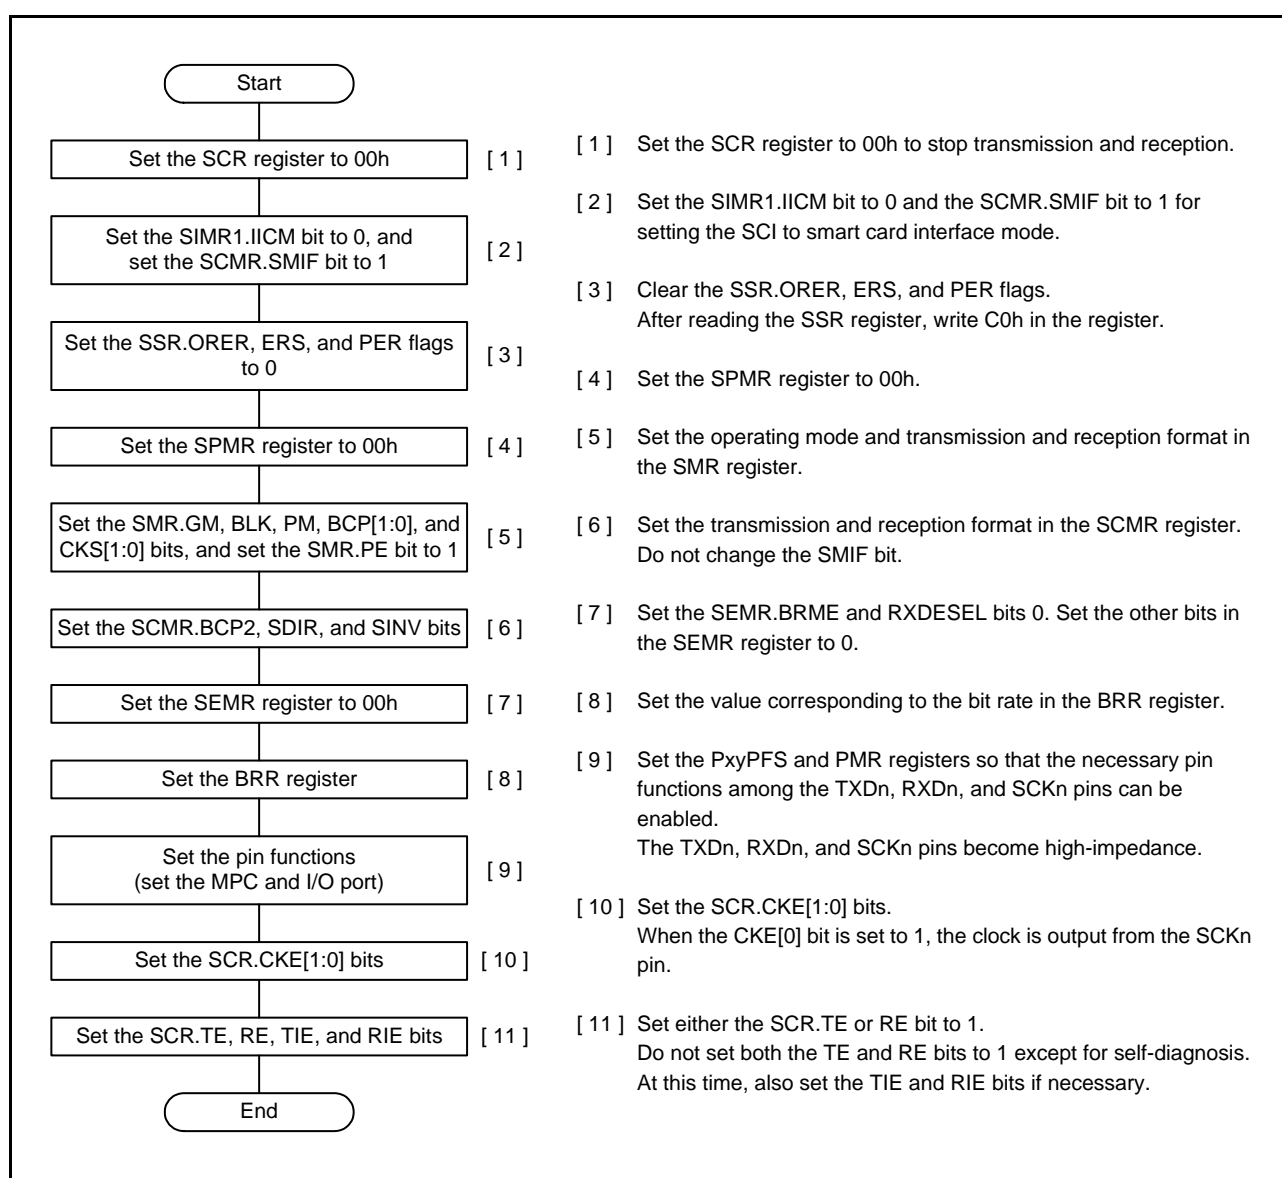 Start
Set the SCR register to 00h
[ 1 ]
Set the SIMR1.IICM bit to 0, and
set the SCMR.SMIF bit to 1
[ 2 ]
Set the SSR.ORER, ERS, and PER flags
to 0
[ 3 ]
Set the SPMR register to 00h
[ 4 ]
Set the SMR.GM, BLK, PM, BCP[1:0], and
CKS[1:0] bits, and set the SMR.PE bit to 1
[ 5 ]
Set the SCMR.BCP2, SDIR, and SINV bits
[ 6 ]
Set the SEMR register to 00h
[ 7 ]
Set the BRR register
[ 8 ]
Set the pin functions
(set the MPC and I/O port)
[ 9 ]
Set the SCR.CKE[1:0] bits
[ 10 ]
Set the SCR.TE, RE, TIE, and RIE bits
[ 11 ]
End
[ 1 ] Set the SCR register to 00h to stop transmission and reception.
[ 2 ] Set the SIMR1.IICM bit to 0 and the SCMR.SMIF bit to 1 for
setting the SCI to smart card interface mode.
[ 3 ] Clear the SSR.ORER, ERS, and PER flags.
After reading the SSR register, write C0h in the register.
[ 4 ] Set the SPMR register to 00h.
[ 5 ] Set the operating mode and transmission and reception format in
the SMR register.
[ 6 ] Set the transmission and reception format in the SCMR register.
Do not change the SMIF bit.
[ 7 ] Set the SEMR.BRME and RXDESEL bits 0. Set the other bits in
the SEMR register to 0.
[ 8 ] Set the value corresponding to the bit rate in the BRR register.
[ 9 ] Set the PxyPFS and PMR registers so that the necessary pin
functions among the TXDn, RXDn, and SCKn pins can be
enabled.
The TXDn, RXDn, and SCKn pins become high-impedance.
[ 10 ] Set the SCR.CKE[1:0] bits.
When the CKE[0] bit is set to 1, the clock is output from the SCKn
pin.
[ 11 ] Set either the SCR.TE or RE bit to 1.
Do not set both the TE and RE bits to 1 except for self-diagnosis.
At this time, also set the TIE and RIE bits if necessary.